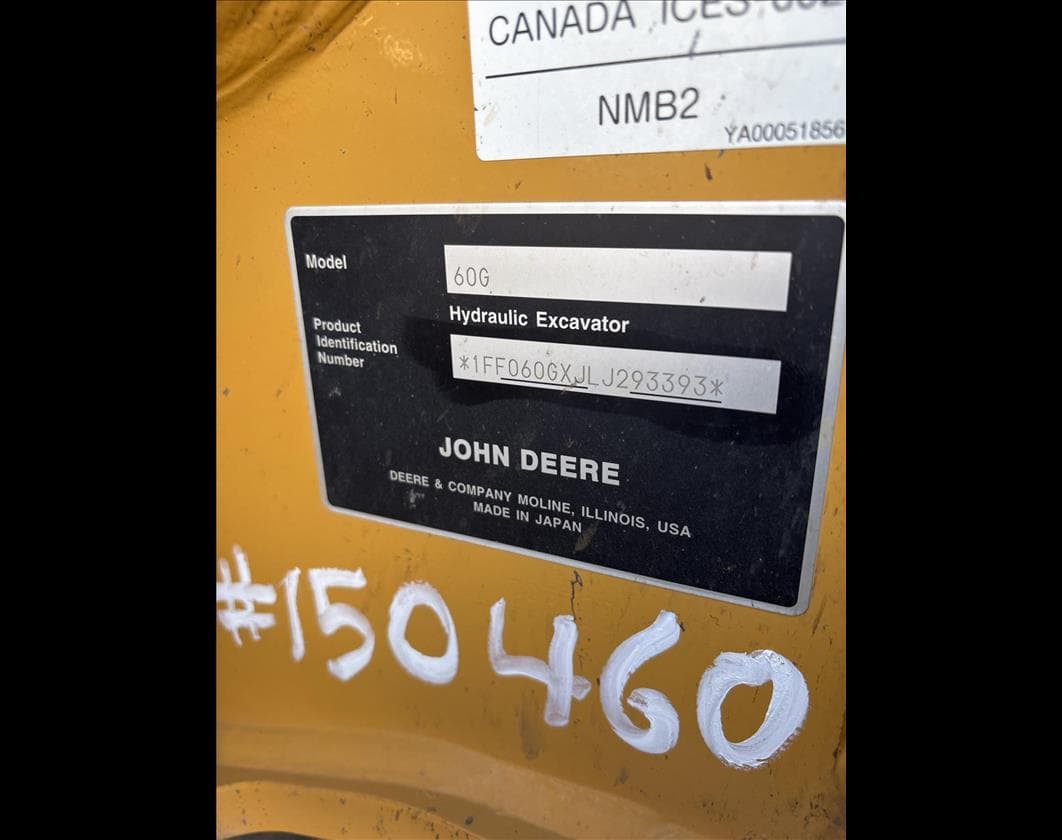 CANADA ICES-002
NMB2
YA00051856
Model
60G
Hydraulic Excavator
Product
Identification
Number
*1FF060GXJLJ293393*
JOHN DEERE
DEERE & COMPANY MOLINE, ILLINOIS, USA
MADE IN JAPAN
#150460